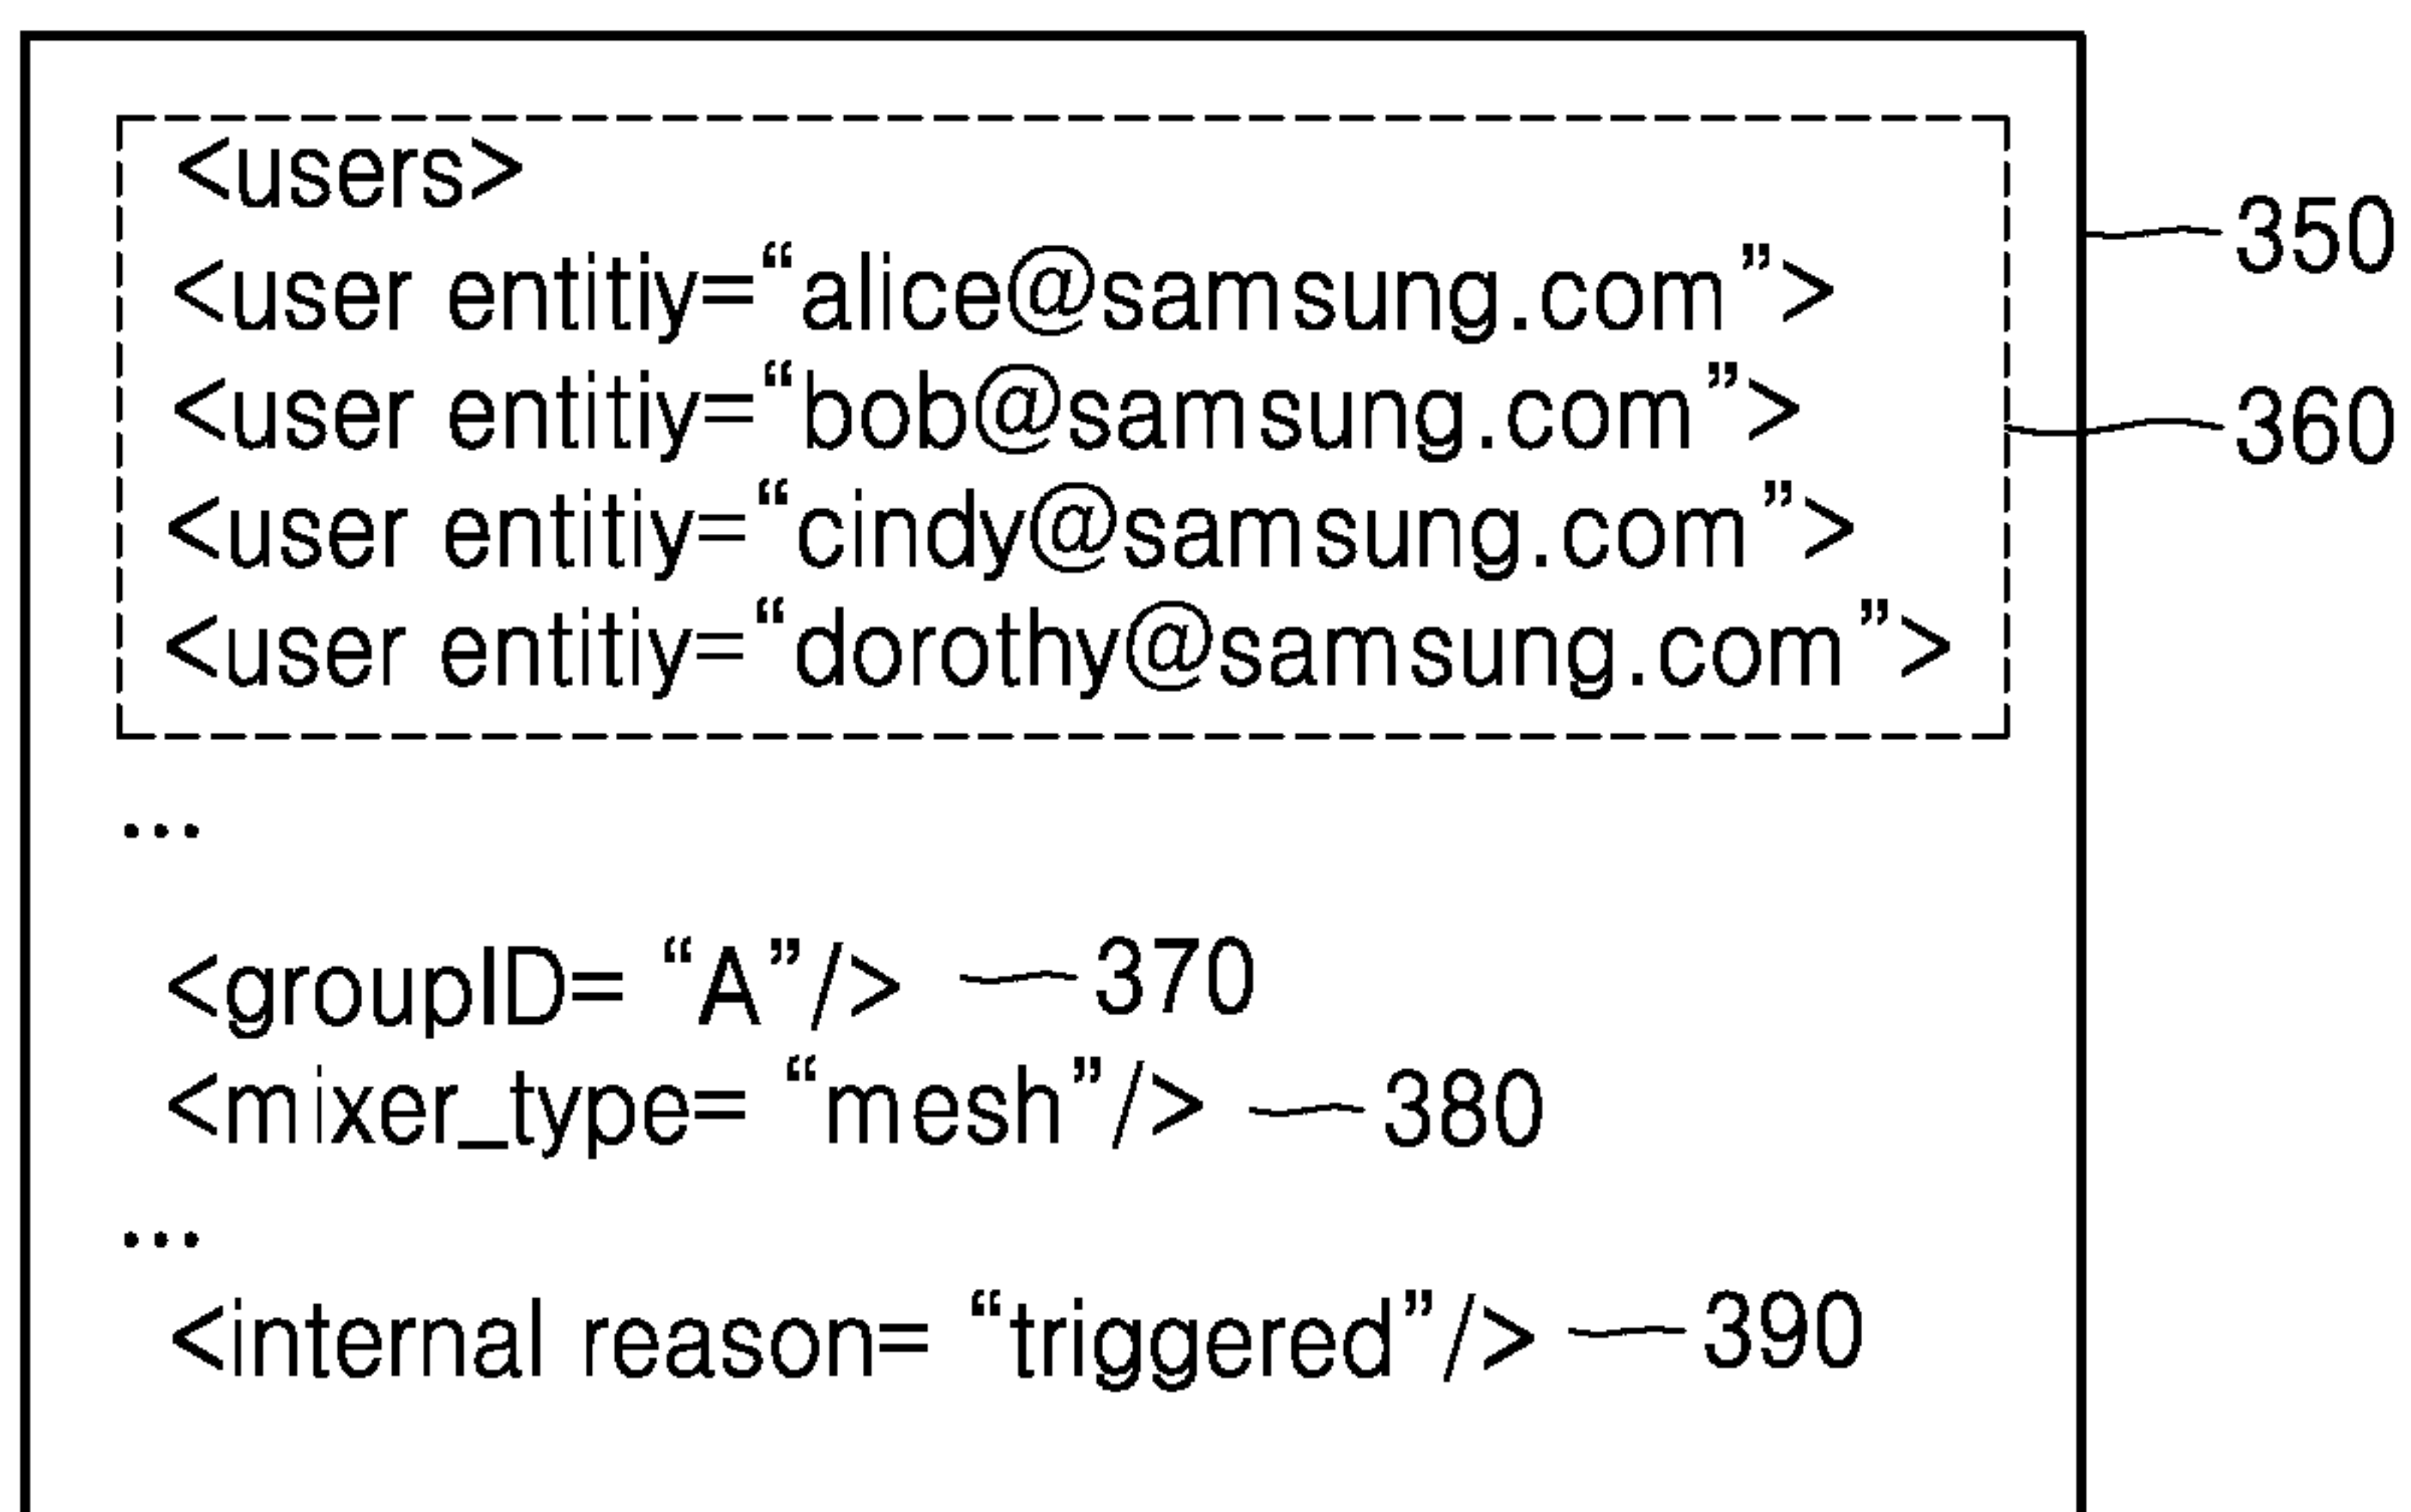 <users>
<user entitiy=“alice@samsung.com”> 350
<user entitiy=“bob@samsung.com”> 360
<user entitiy=“cindy@samsung.com”>
<user entitiy=“dorothy@samsung.com”>
...
<groupID= “A”/> 370
<mixer_type= “mesh”/> 380
...
<internal reason= “triggered”/> 390